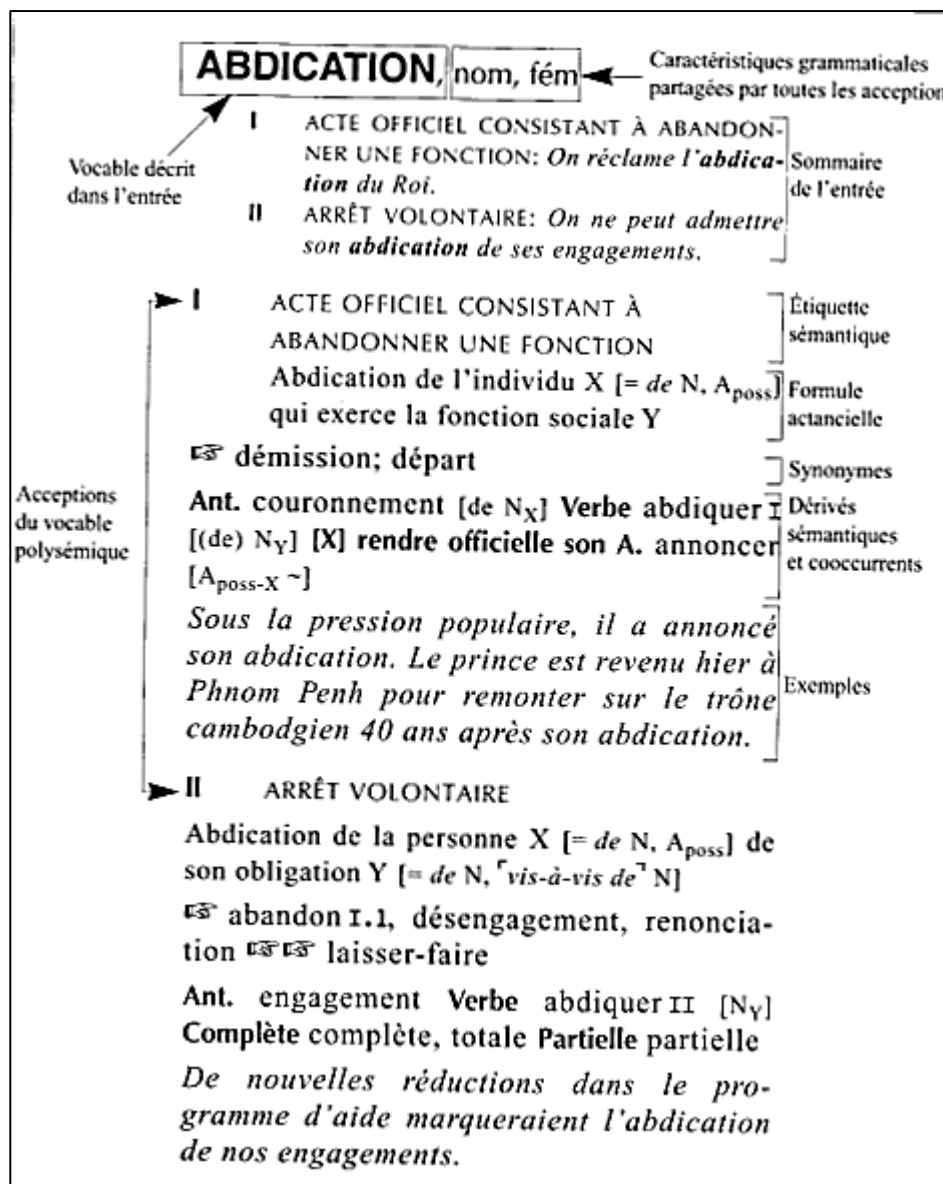 ABDICATION, nom, fém
Caractéristiques grammaticales
partagées par toutes les acception
Vocable décrit
dans l'entrée
I ACTE OFFICIEL CONSISTANT À ABANDON-
NER UNE FONCTION: On réclame l'abdica-
tion du Roi.
II ARRÊT VOLONTAIRE: On ne peut admettre
son abdication de ses engagements.
Sommaire
de l'entrée
Acceptions
du vocable
polysémique
I ACTE OFFICIEL CONSISTANT À
ABANDONNER UNE FONCTION
Étiquette
sémantique
Abdication de l'individu X [= de N, Aposs]
qui exerce la fonction sociale Y
Formule
actancielle
☞ démission; départ
Synonymes
Ant. couronnement [de NX] Verbe abdiquer I
[(de) NY] [X] rendre officielle son A. annoncer
[Aposs-X ~]
Dérivés
sémantiques
et cooccurrents
Sous la pression populaire, il a annoncé
son abdication. Le prince est revenu hier à
Phnom Penh pour remonter sur le trône
cambodgien 40 ans après son abdication.
Exemples
II ARRÊT VOLONTAIRE
Abdication de la personne X [= de N, Aposs] de
son obligation Y [= de N, ⌜vis-à-vis de⌝ N]
☞ abandon I.1, désengagement, renoncia-
tion ☞☞ laisser-faire
Ant. engagement Verbe abdiquer II [NY]
Complète complète, totale Partielle partielle
De nouvelles réductions dans le pro-
gramme d'aide marqueraient l'abdication
de nos engagements.